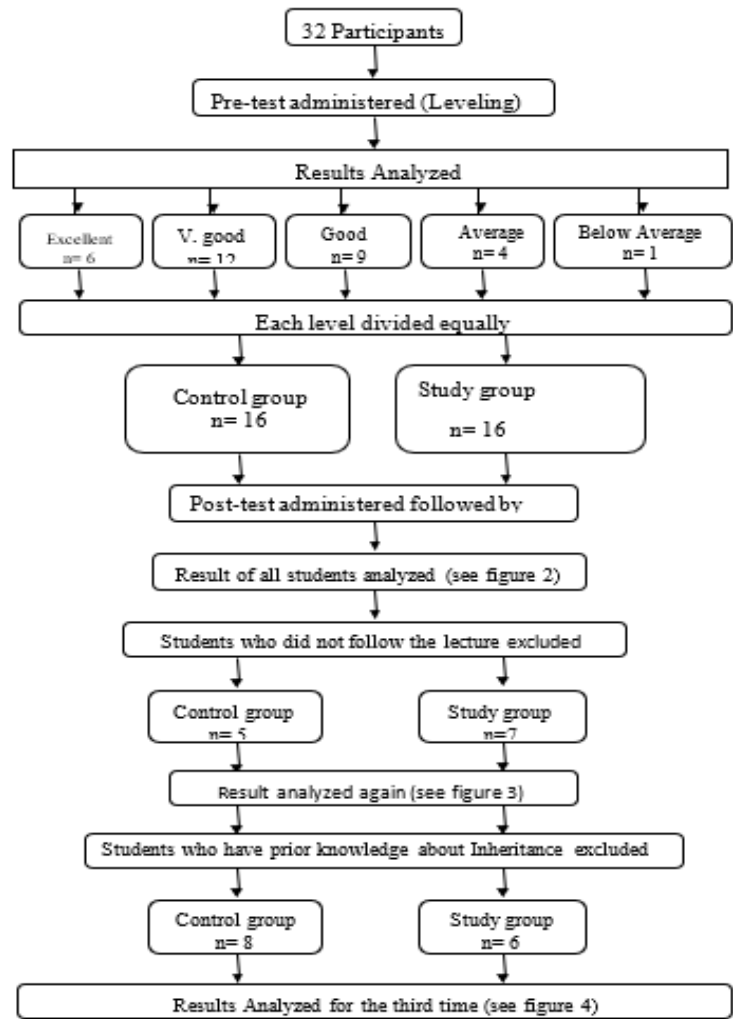 32 Participants
Pre-test administered (Leveling)
Results Analyzed
Excellent
n= 6
V. good
n= 12
Good
n= 9
Average
n= 4
Below Average
n= 1
Each level divided equally
Control group
n= 16
Study group
n= 16
Post-test administered followed by
Result of all students analyzed (see figure 2)
Students who did not follow the lecture excluded
Control group
n= 5
Study group
n=7
Result analyzed again (see figure 3)
Students who have prior knowledge about Inheritance excluded
Control group
n= 8
Study group
n= 6
Results Analyzed for the third time (see figure 4)